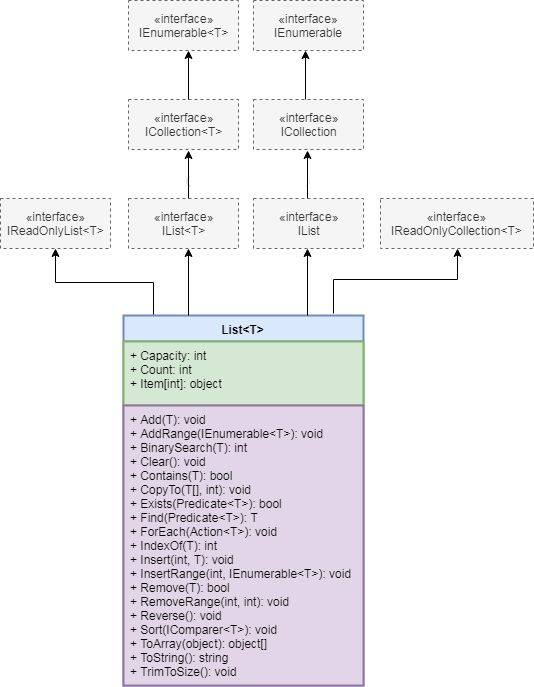 «interface»
IEnumerable<T>
«interface»
IEnumerable
«interface»
ICollection<T>
«interface»
ICollection
«interface»
IReadOnlyList<T>
«interface»
IList<T>
«interface»
IList
«interface»
IReadOnlyCollection<T>
List<T>
+ Capacity: int
+ Count: int
+ Item[int]: object
+ Add(T): void
+ AddRange(IEnumerable<T>): void
+ BinarySearch(T): int
+ Clear(): void
+ Contains(T): bool
+ CopyTo(T[], int): void
+ Exists(Predicate<T>): bool
+ Find(Predicate<T>): T
+ ForEach(Action<T>): void
+ IndexOf(T): int
+ Insert(int, T): void
+ InsertRange(int, IEnumerable<T>): void
+ Remove(T): bool
+ RemoveRange(int, int): void
+ Reverse(): void
+ Sort(IComparer<T>): void
+ ToArray(object): object[]
+ ToString(): string
+ TrimToSize(): void